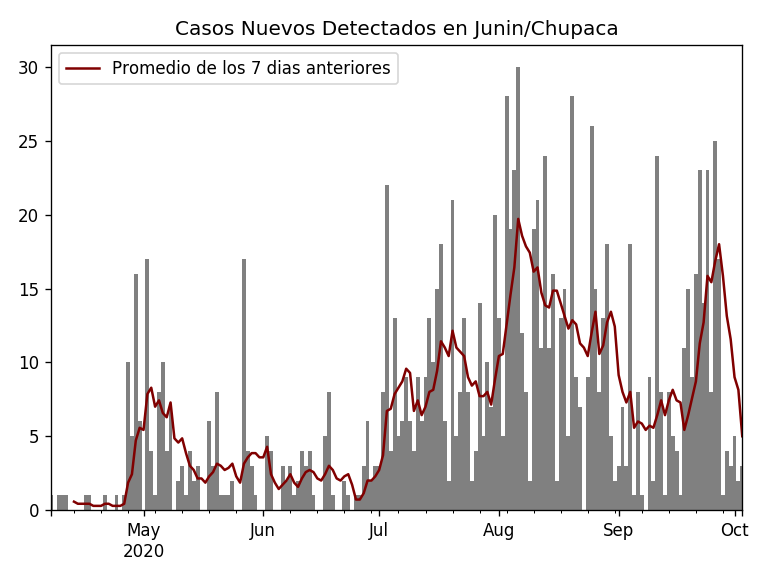 Casos Nuevos Detectados en Junin/Chupaca
Promedio de los 7 dias anteriores
30
25
20
15
10
5
0
May Jun Jul Aug Sep Oct
2020